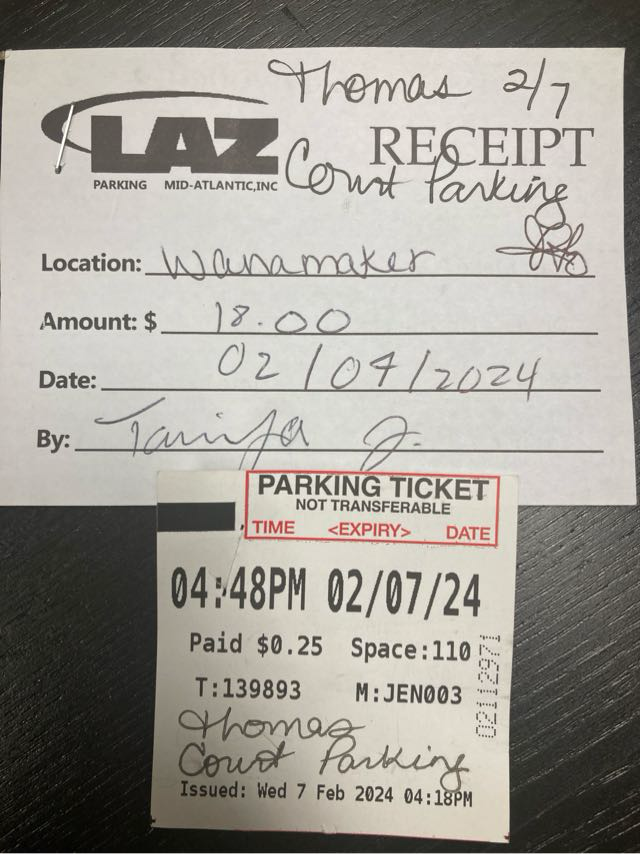 Thomas 2/7
LAZ
RECEIPT
PARKING MID-ATLANTIC,INC
Court Parking
Location: Wanamaker
Amount: $ 18.00
Date: 02/07/2024
By: J.
PARKING TICKET
NOT TRANSFERABLE
TIME <EXPIRY> DATE
04:48PM 02/07/24
Paid $0.25 Space:110
T:139893 M:JEN003
02112971
Thomas
Court Parking
Issued: Wed 7 Feb 2024 04:18PM